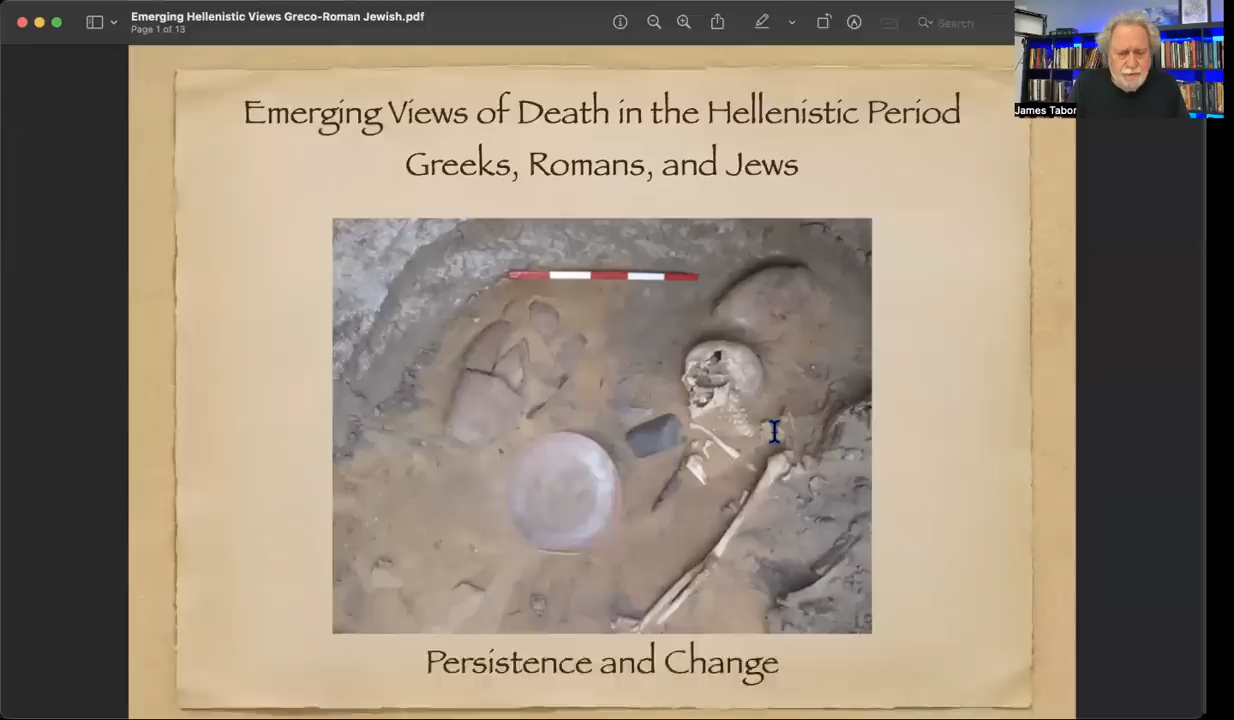 Emerging Hellenistic Views Greco-Roman Jewish.pdf
Page 1 of 13
Search
James Tabor
Emerging Views of Death in the Hellenistic Period
Greeks, Romans, and Jews
Persistence and Change